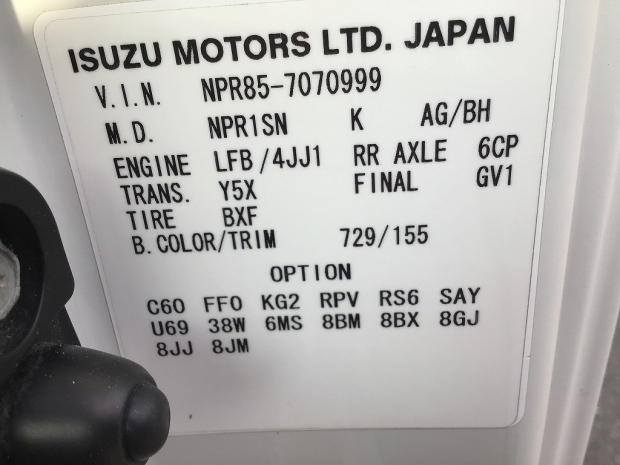 ISUZU MOTORS LTD. JAPAN
V.I.N. NPR85-7070999
M.D. NPR1SN K AG/BH
ENGINE LFB/4JJ1 RR AXLE 6CP
TRANS. Y5X FINAL GV1
TIRE BXF
B.COLOR/TRIM 729/155
OPTION
C60 FF0 KG2 RPV RS6 SAY
U69 38W 6MS 8BM 8BX 8GJ
8JJ 8JM